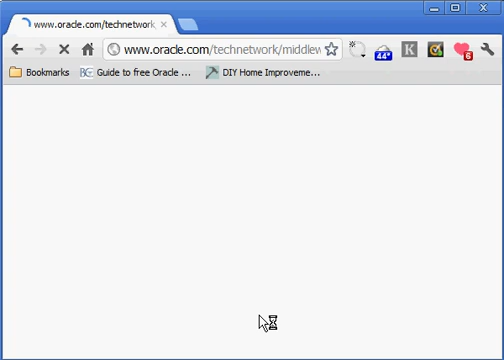 www.oracle.com/technetwork
www.oracle.com/technetwork/middlew
44°
K
6
Bookmarks
BG
Guide to free Oracle ...
DIY Home Improveme...